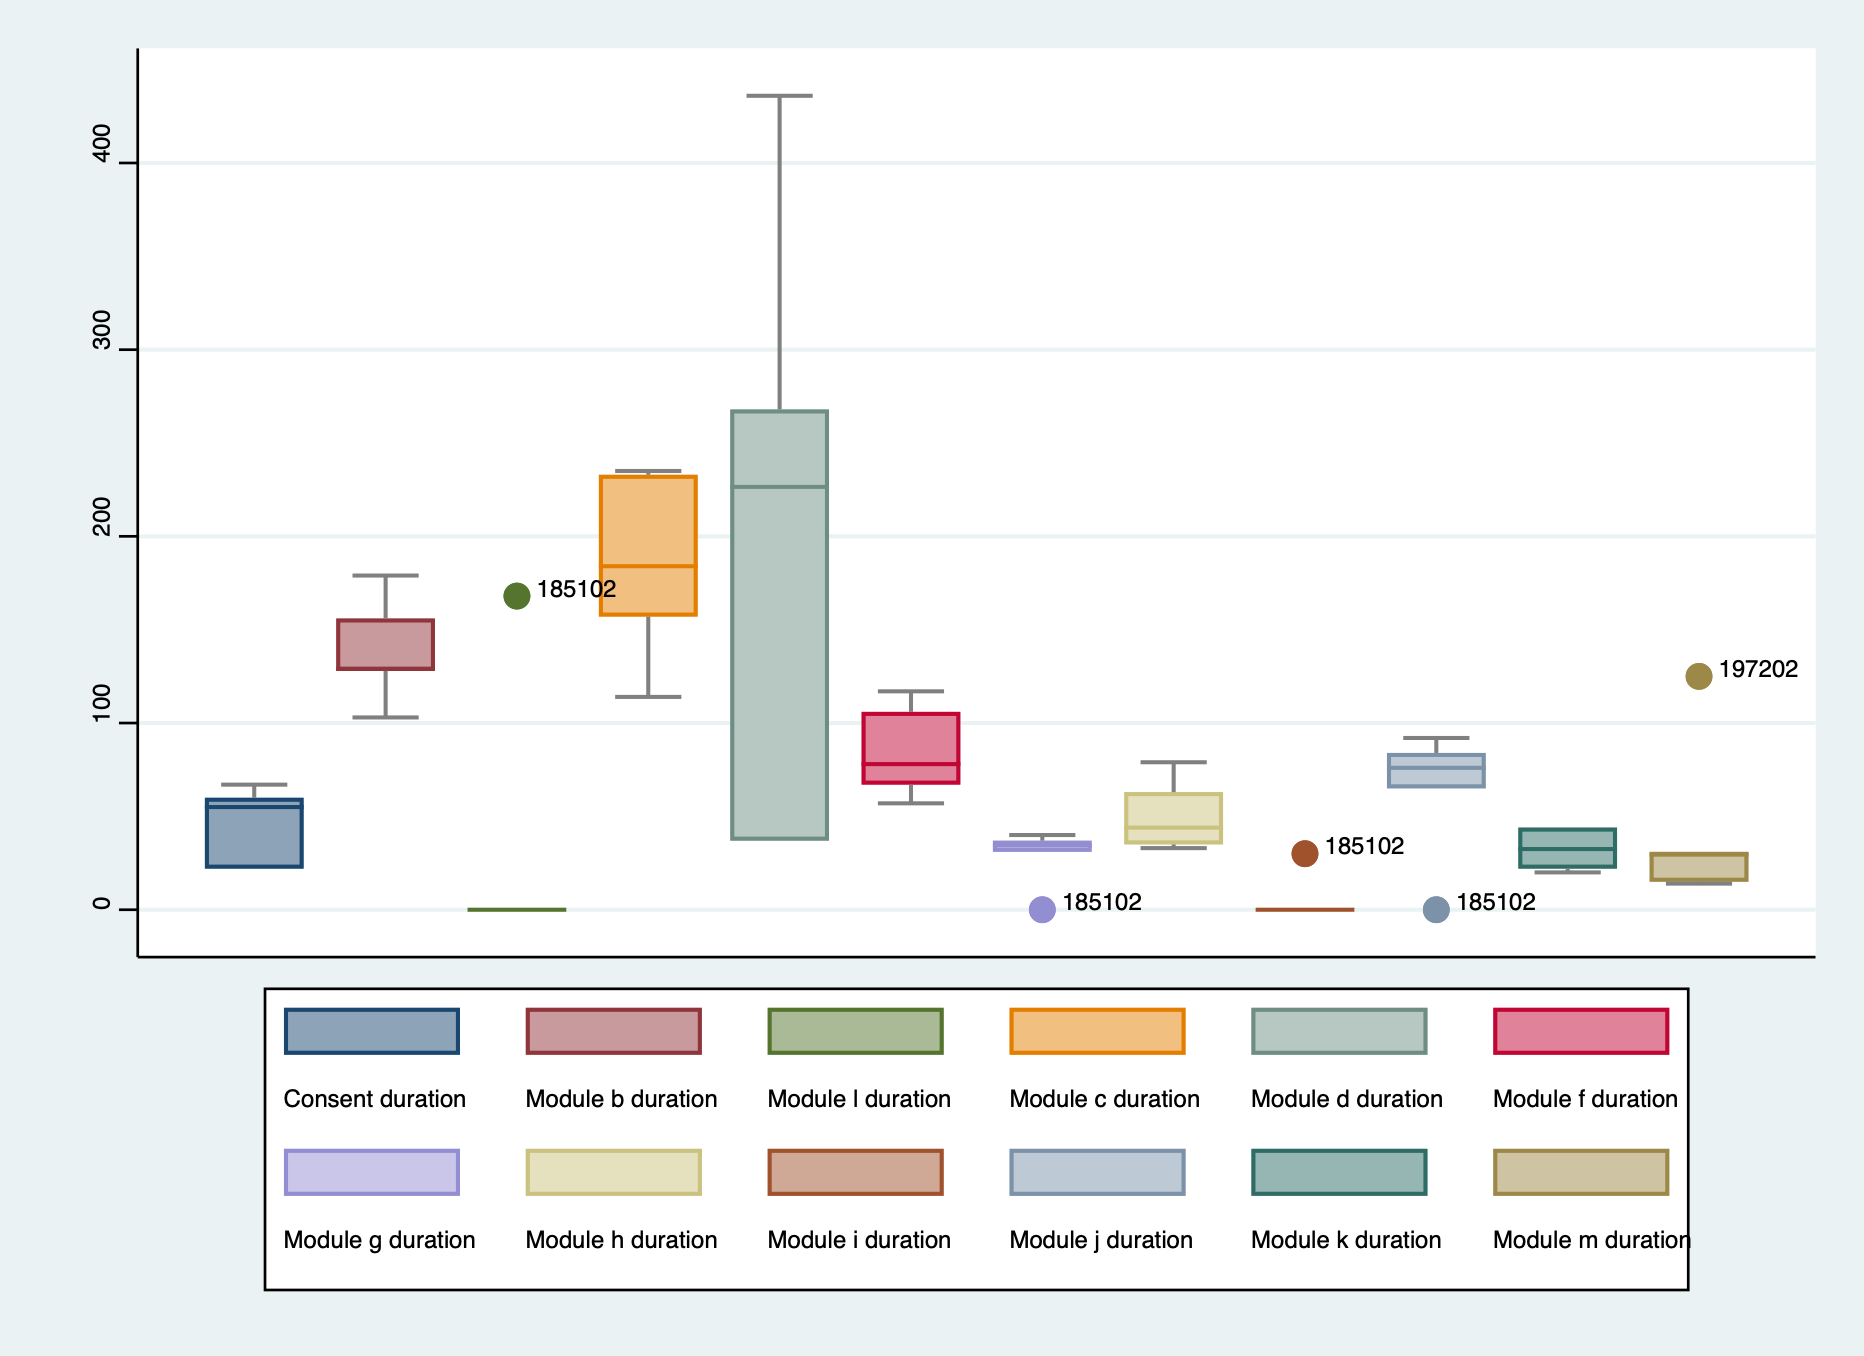 400
300
200
100
0
185102
197202
185102
185102
185102
Consent duration
Module b duration
Module l duration
Module c duration
Module d duration
Module f duration
Module g duration
Module h duration
Module i duration
Module j duration
Module k duration
Module m duration